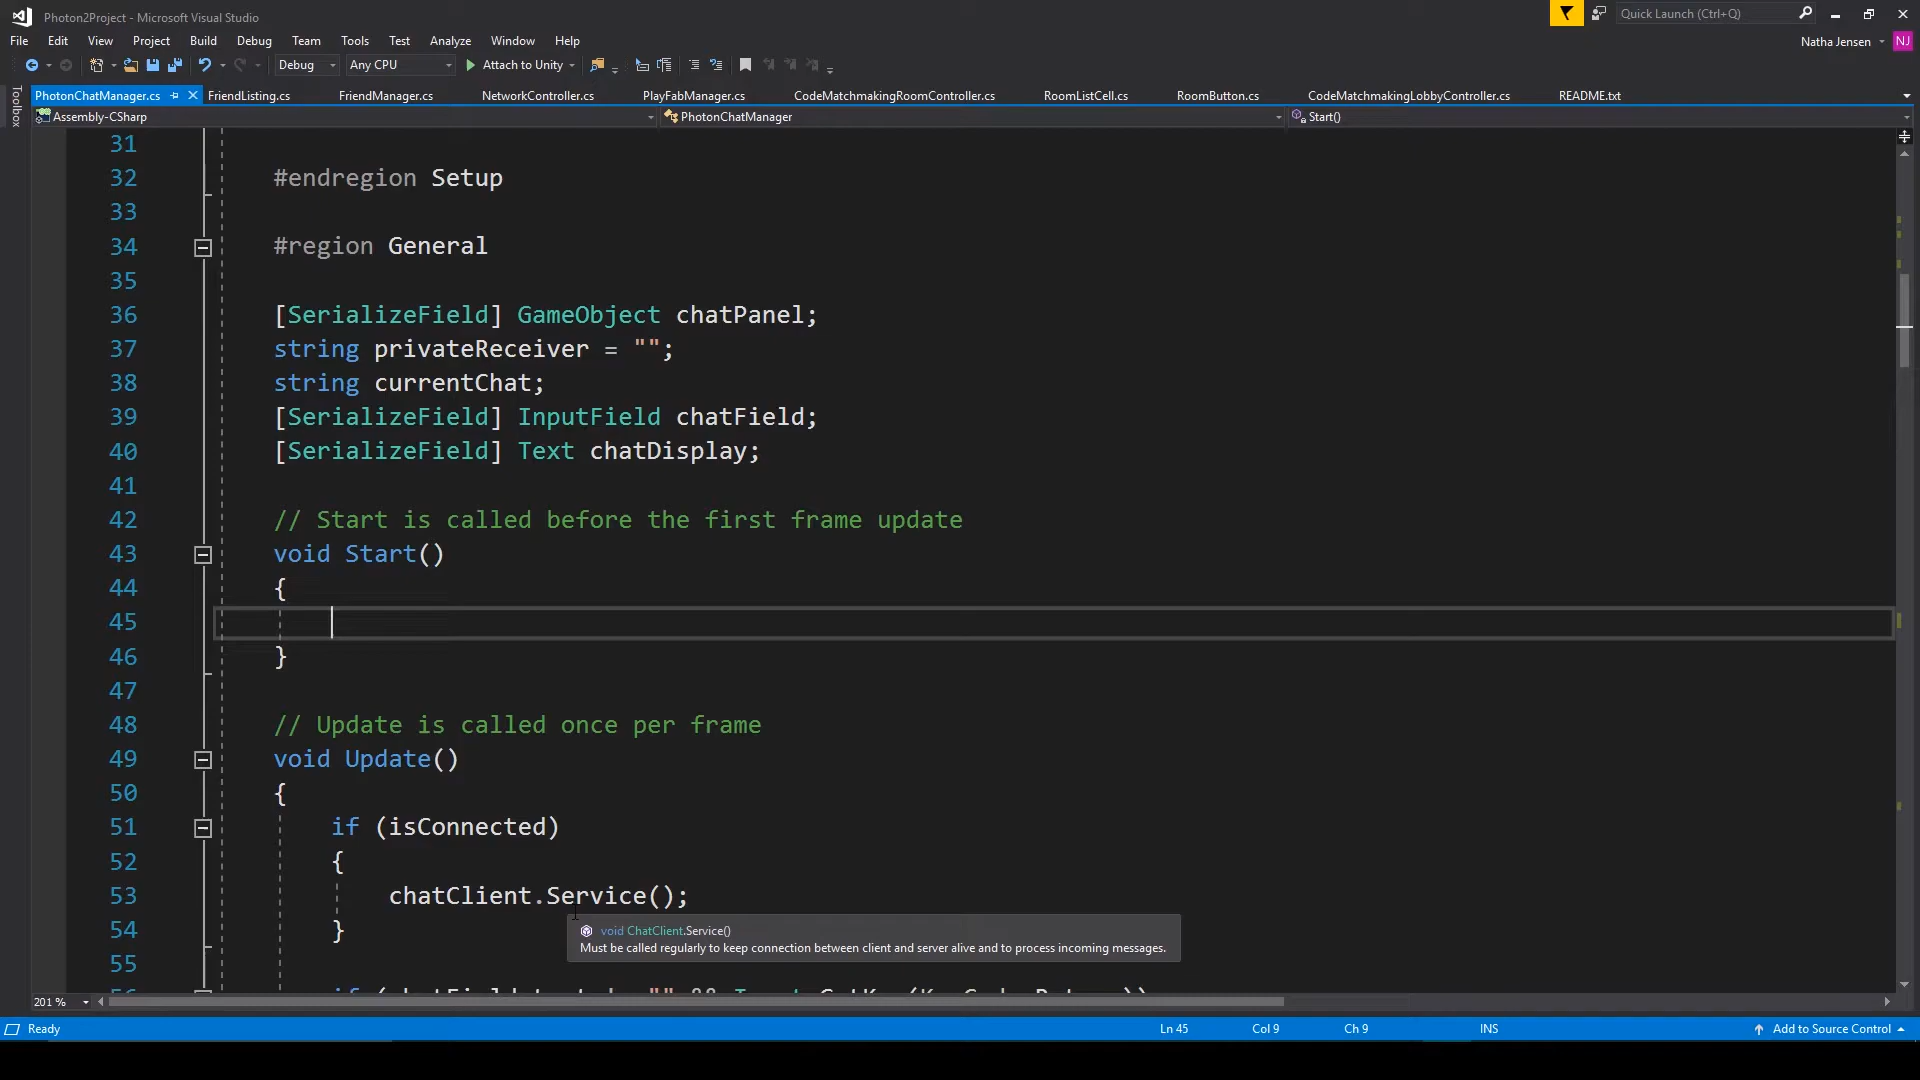 Photon2Project - Microsoft Visual Studio
Quick Launch (Ctrl+Q)
File Edit View Project Build Debug Team Tools Test Analyze Window Help
Natha Jensen NJ
Debug Any CPU Attach to Unity
Toolbox
PhotonChatManager.cs FriendListing.cs FriendManager.cs NetworkController.cs PlayFabManager.cs CodeMatchmakingRoomController.cs RoomListCell.cs RoomButton.cs CodeMatchmakingLobbyController.cs README.txt
Assembly-CSharp PhotonChatManager Start()
31
32 #endregion Setup
33
34 #region General
35
36 [SerializeField] GameObject chatPanel;
37 string privateReceiver = "";
38 string currentChat;
39 [SerializeField] InputField chatField;
40 [SerializeField] Text chatDisplay;
41
42 // Start is called before the first frame update
43 void Start()
44 {
45
46 }
47
48 // Update is called once per frame
49 void Update()
50 {
51 if (isConnected)
52 {
53 chatClient.Service();
54 }
void ChatClient.Service()
Must be called regularly to keep connection between client and server alive and to process incoming messages.
55
201 %
Ready Ln 45 Col 9 Ch 9 INS Add to Source Control